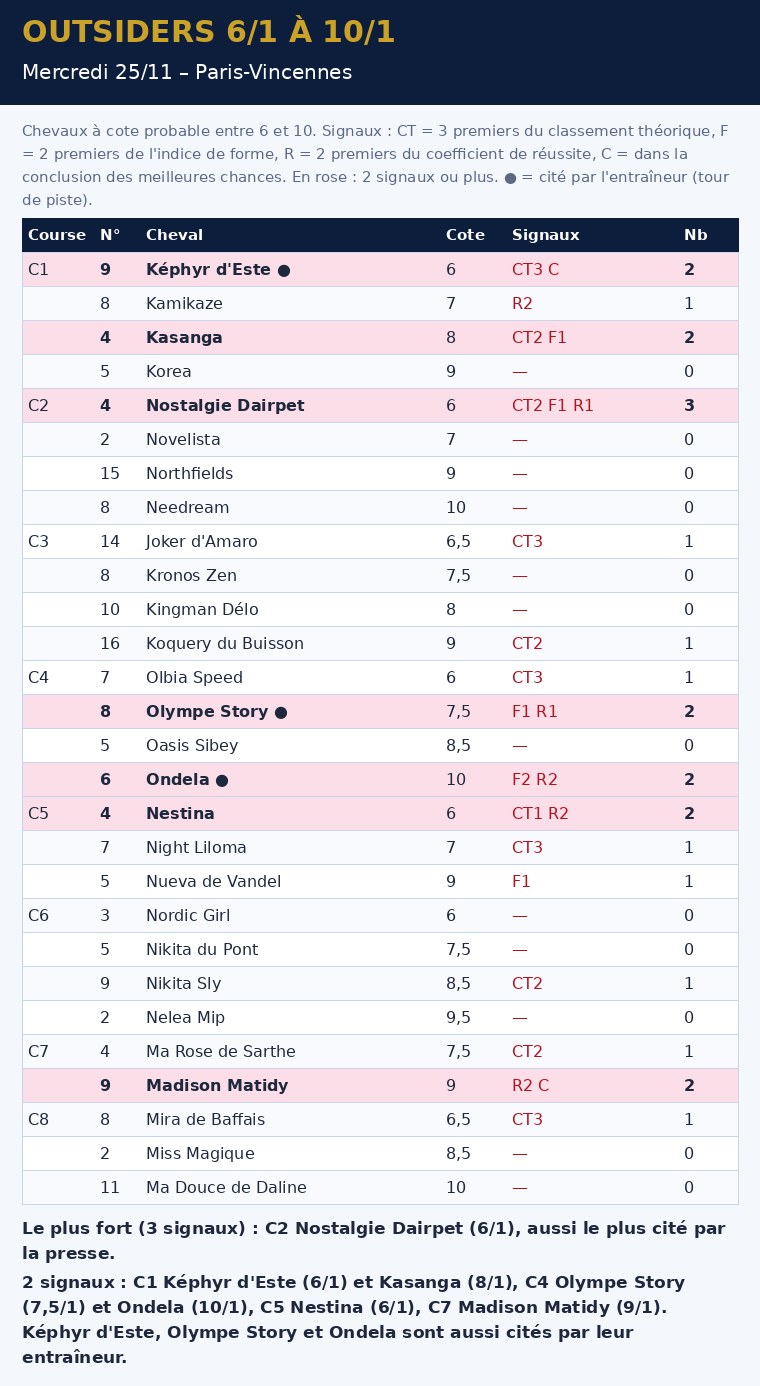 OUTSIDERS 6/1 À 10/1
Mercredi 25/11 – Paris-Vincennes
Chevaux à cote probable entre 6 et 10. Signaux : CT = 3 premiers du classement théorique, F
= 2 premiers de l'indice de forme, R = 2 premiers du coefficient de réussite, C = dans la
conclusion des meilleures chances. En rose : 2 signaux ou plus. ● = cité par l'entraîneur (tour
de piste).
Course N° Cheval Cote Signaux Nb
C1 9 Képhyr d'Este ● 6 CT3 C 2
8 Kamikaze 7 R2 1
4 Kasanga 8 CT2 F1 2
5 Korea 9 — 0
C2 4 Nostalgie Dairpet 6 CT2 F1 R1 3
2 Novelista 7 — 0
15 Northfields 9 — 0
8 Needream 10 — 0
C3 14 Joker d'Amaro 6,5 CT3 1
8 Kronos Zen 7,5 — 0
10 Kingman Délo 8 — 0
16 Koquery du Buisson 9 CT2 1
C4 7 Olbia Speed 6 CT3 1
8 Olympe Story ● 7,5 F1 R1 2
5 Oasis Sibey 8,5 — 0
6 Ondela ● 10 F2 R2 2
C5 4 Nestina 6 CT1 R2 2
7 Night Liloma 7 CT3 1
5 Nueva de Vandel 9 F1 1
C6 3 Nordic Girl 6 — 0
5 Nikita du Pont 7,5 — 0
9 Nikita Sly 8,5 CT2 1
2 Nelea Mip 9,5 — 0
C7 4 Ma Rose de Sarthe 7,5 CT2 1
9 Madison Matidy 9 R2 C 2
C8 8 Mira de Baffais 6,5 CT3 1
2 Miss Magique 8,5 — 0
11 Ma Douce de Daline 10 — 0
Le plus fort (3 signaux) : C2 Nostalgie Dairpet (6/1), aussi le plus cité par
la presse.
2 signaux : C1 Képhyr d'Este (6/1) et Kasanga (8/1), C4 Olympe Story
(7,5/1) et Ondela (10/1), C5 Nestina (6/1), C7 Madison Matidy (9/1).
Képhyr d'Este, Olympe Story et Ondela sont aussi cités par leur
entraîneur.